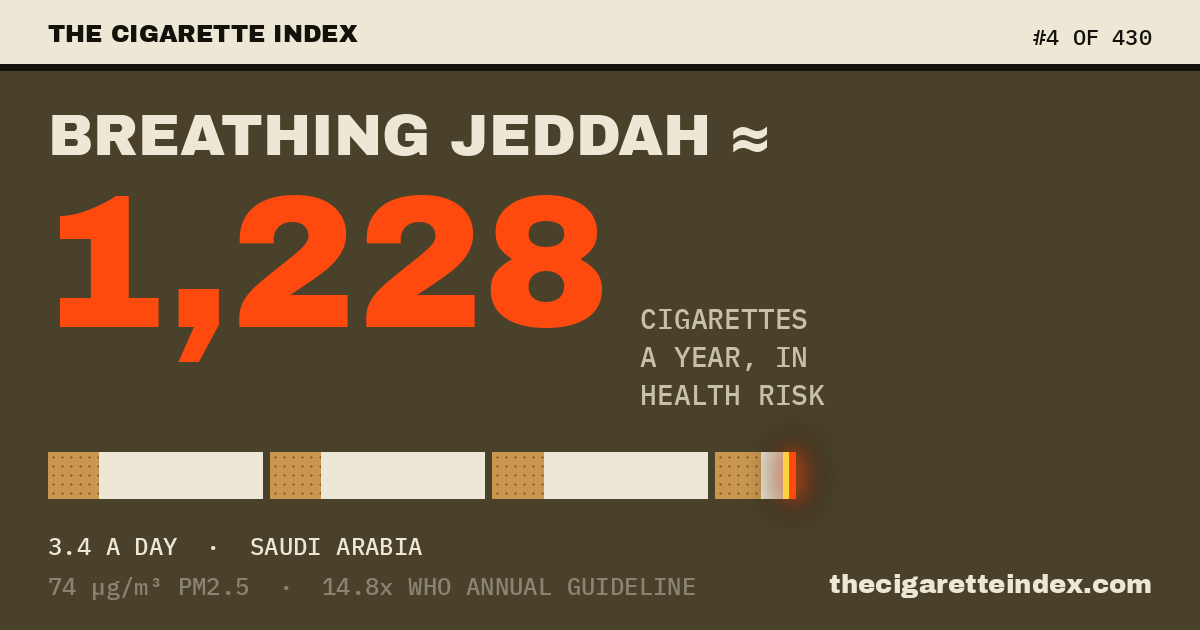 THE CIGARETTE INDEX
#4 OF 430
BREATHING JEDDAH ≈
1,228
CIGARETTES
A YEAR, IN
HEALTH RISK
3.4 A DAY · SAUDI ARABIA
74 µg/m³ PM2.5 · 14.8x WHO ANNUAL GUIDELINE
thecigaretteindex.com